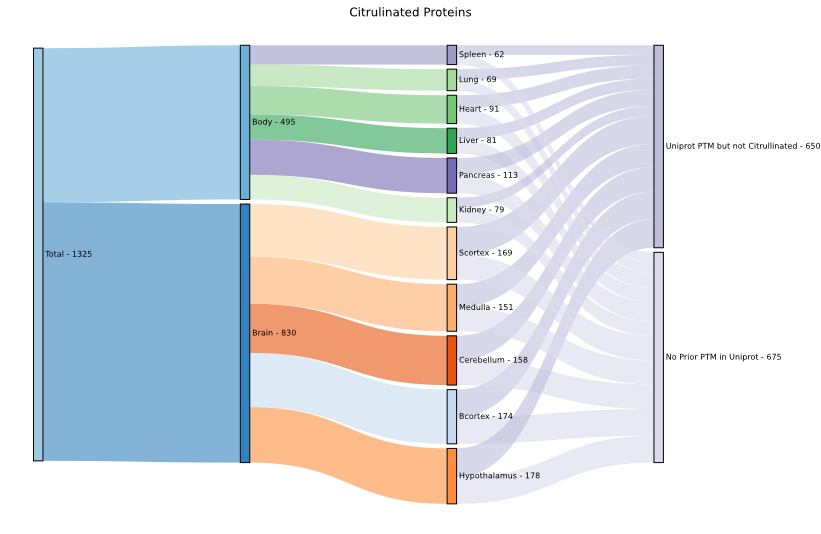 Citrulinated Proteins
Total - 1325
Body - 495
Brain - 830
Spleen - 62
Lung - 69
Heart - 91
Liver - 81
Pancreas - 113
Kidney - 79
Scortex - 169
Medulla - 151
Cerebellum - 158
Bcortex - 174
Hypothalamus - 178
Uniprot PTM but not Citrullinated - 650
No Prior PTM in Uniprot - 675